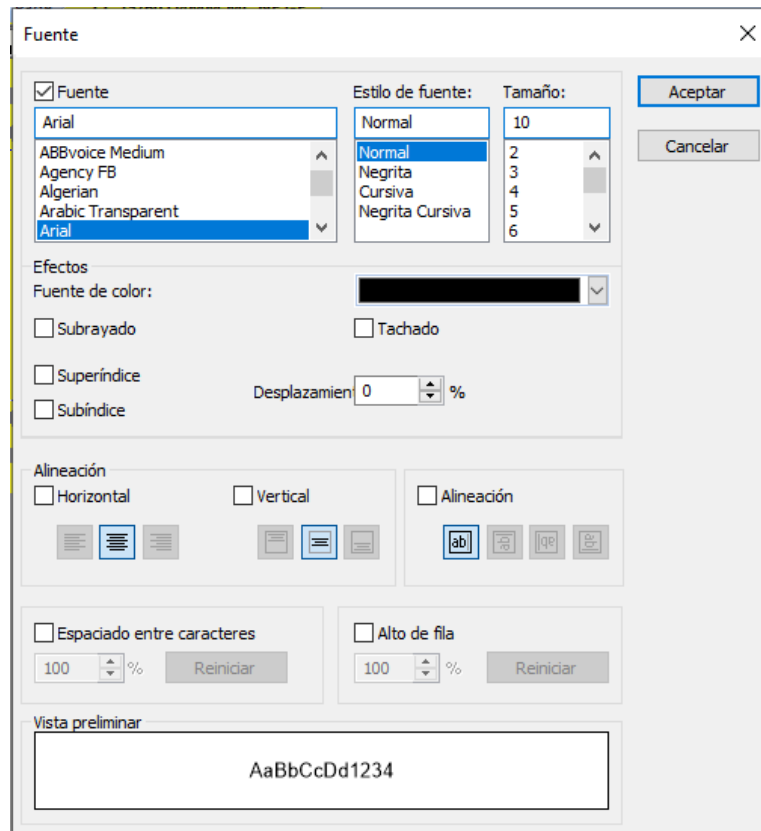 Fuente
Fuente Estilo de fuente: Tamaño:
Arial Normal 10
ABBvoice Medium Normal 2
Agency FB Negrita 3
Algerian Cursiva 4
Arabic Transparent Negrita Cursiva 5
Arial 6
Aceptar
Cancelar
Efectos
Fuente de color:
Subrayado Tachado
Superíndice
Desplazamien 0 %
Subíndice
Alineación
Horizontal Vertical Alineación
ab
Espaciado entre caracteres Alto de fila
100 % Reiniciar 100 % Reiniciar
Vista preliminar
AaBbCcDd1234